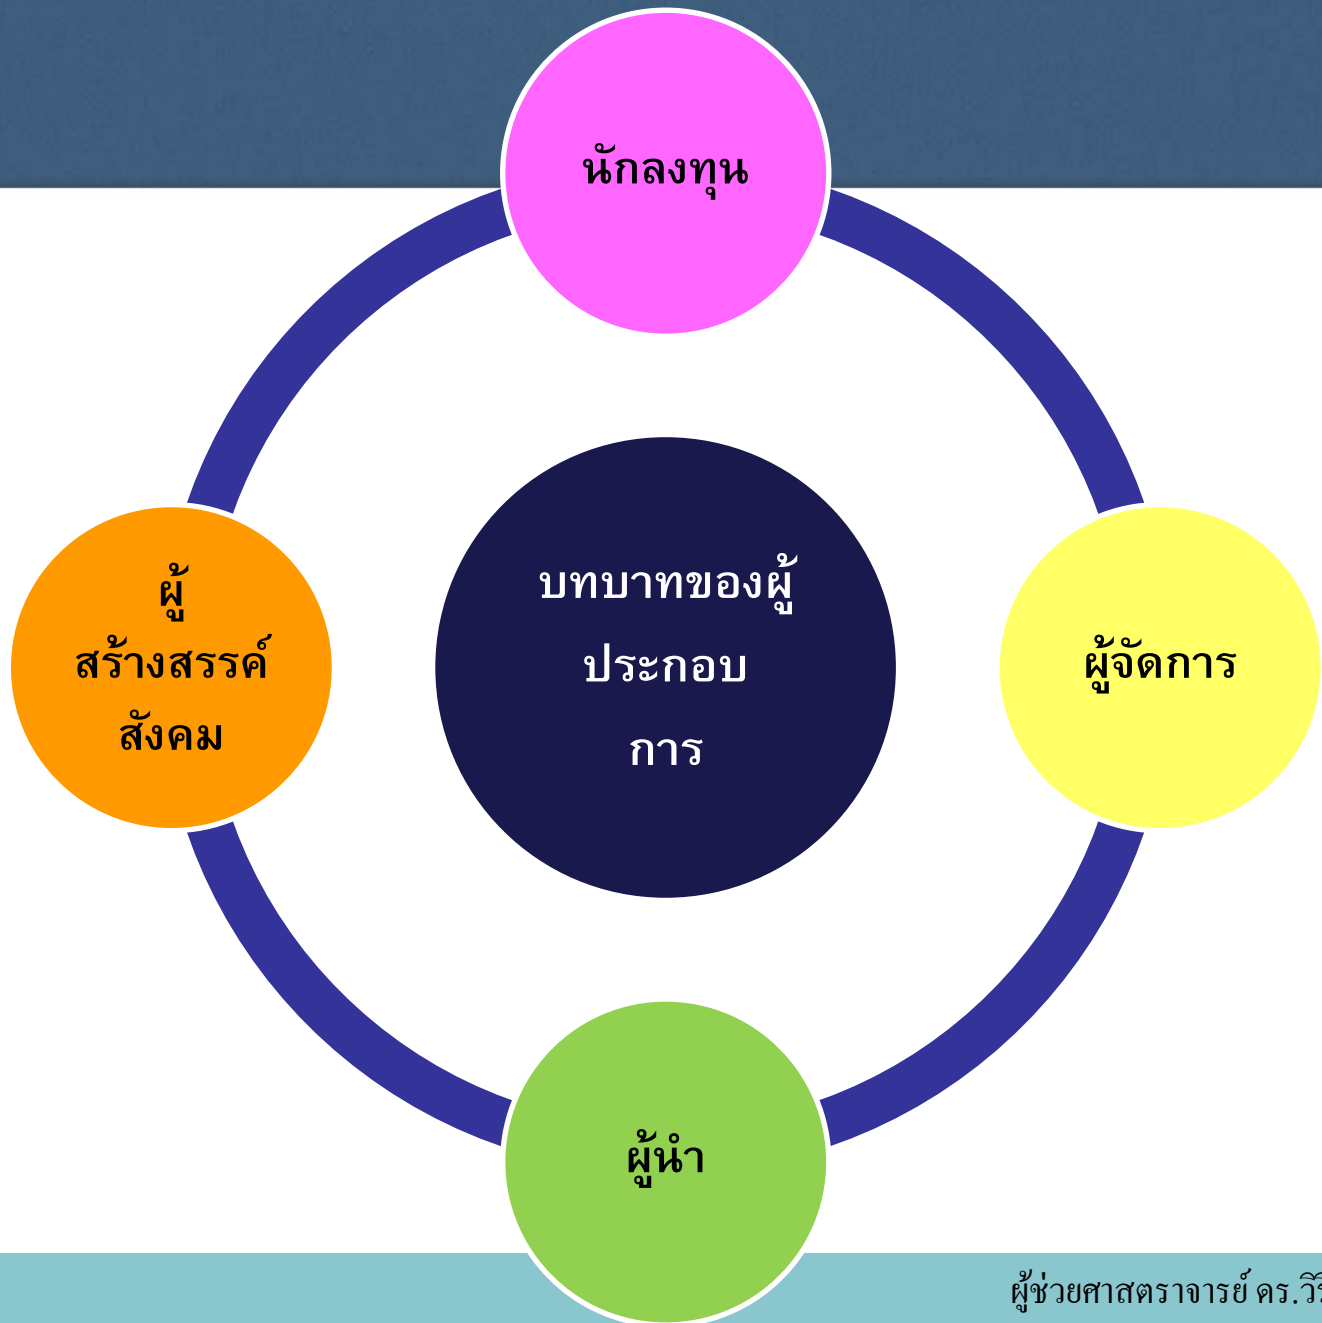 นักลงทุน
ผู้
สร้างสรรค์
สังคม
บทบาทของผู้
ประกอบ
การ
ผู้จัดการ
ผู้นำ
ผู้ช่วยศาสตราจารย์